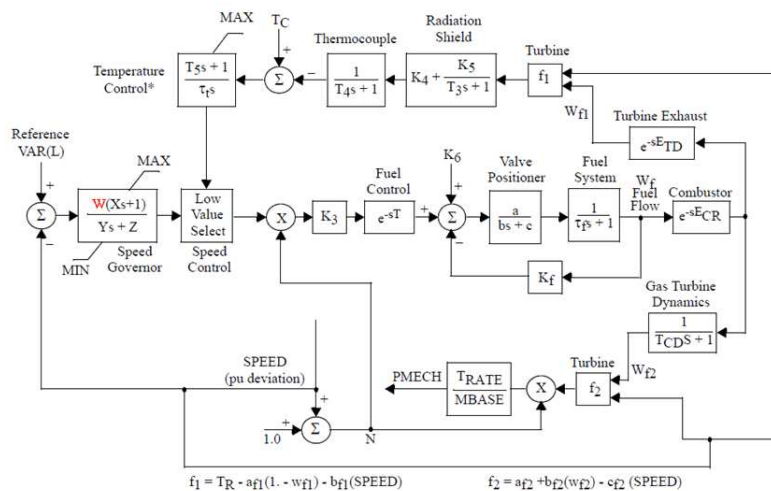 MAX
T5s + 1
τts
Temperature
Control*
TC
+
Σ
−
Thermocouple
1
T4s + 1
Radiation
Shield
K4 + K5
T3s + 1
Turbine
f1
Wf1
Turbine Exhaust
e-sETD
Reference
VAR(L)
+
Σ
−
MAX
W(Xs+1)
Ys + Z
MIN
Speed
Governor
Low
Value
Select
Speed
Control
X
K3
Fuel
Control
e-sT
K6
+
+
Σ
−
Valve
Positioner
a
bs + c
Fuel
System
1
τfs + 1
Wf
Fuel
Flow
Combustor
e-sECR
Kf
Gas Turbine
Dynamics
1
TCDS + 1
Wf2
SPEED
(pu deviation)
+
1.0
+
Σ
N
PMECH
TRATE
MBASE
X
Turbine
f2
f1 = TR - af1(1. - wf1) - bf1(SPEED)
f2 = af2 +bf2(wf2) - cf2 (SPEED)